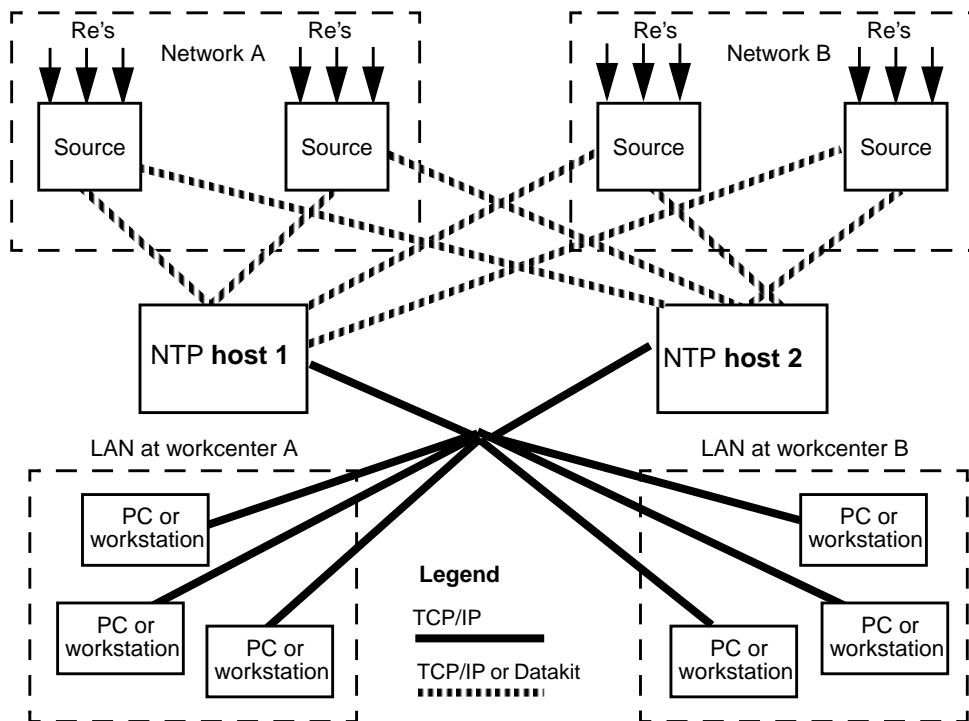 Re's
Network A
Re's
Re's
Network B
Re's
Source
Source
Source
Source
NTP host 1
NTP host 2
LAN at workcenter A
LAN at workcenter B
PC or
workstation
PC or
workstation
PC or
workstation
PC or
workstation
PC or
workstation
PC or
workstation
Legend
TCP/IP
TCP/IP or Datakit